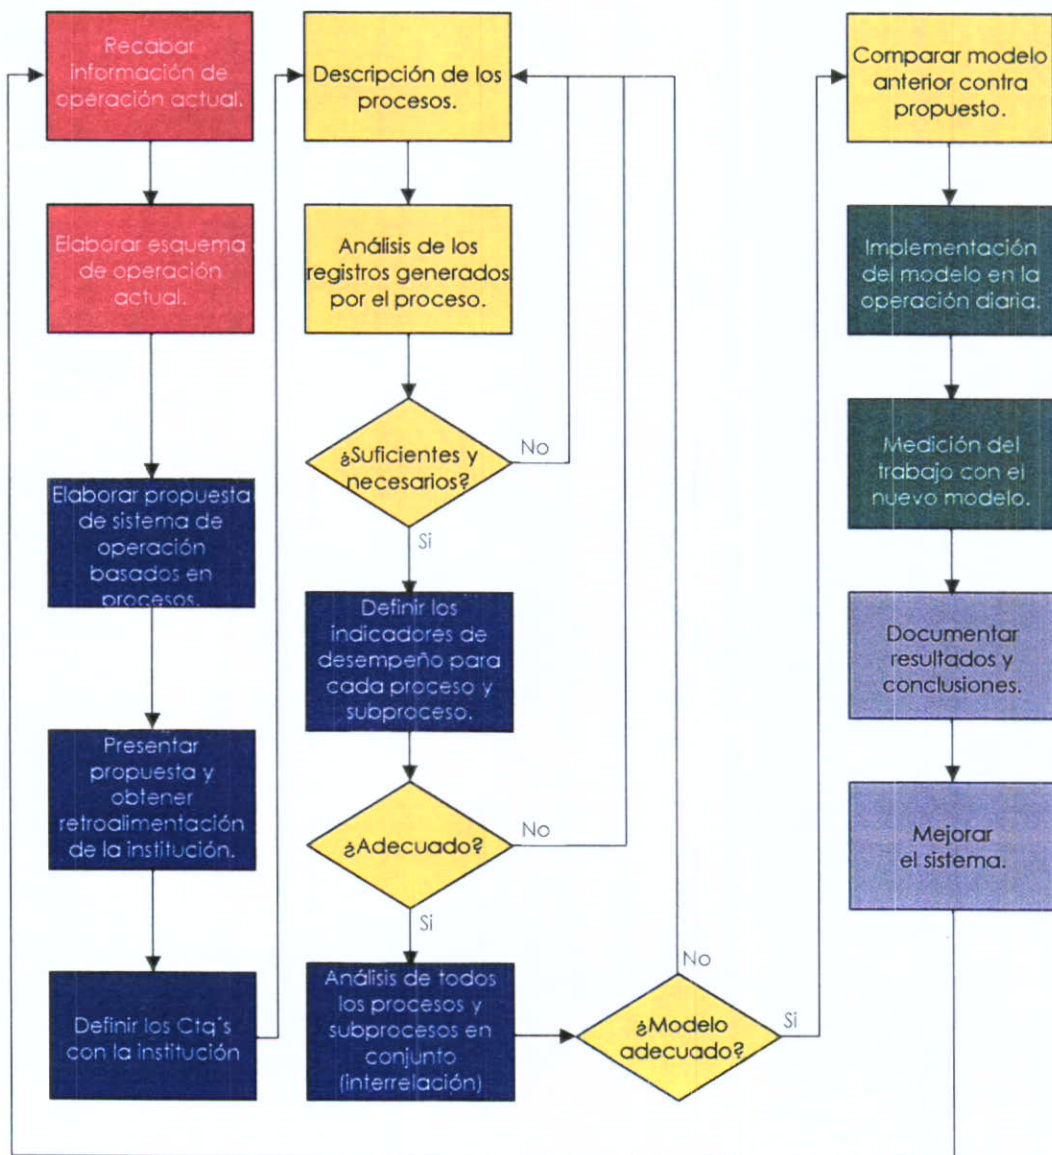 Recabar
información de
operación actual.
Elaborar esquema
de operación
actual.
Elaborar propuesta
de sistema de
operación
basados en
procesos.
Presentar
propuesta y
obtener
retroalimentación
de la institución.
Definir los Ctq's
con la institución
Descripción de los
procesos.
Análisis de los
registros generados
por el proceso.
¿Suficientes y
necesarios?
No
Si
Definir los
indicadores de
desempeño para
cada proceso y
subproceso.
¿Adecuado?
No
Si
Análisis de todos
los procesos y
subprocesos en
conjunto
(interrelación)
¿Modelo
adecuado?
No
Si
Comparar modelo
anterior contra
propuesto.
Implementación
del modelo en la
operación diaria.
Medición del
trabajo con el
nuevo modelo.
Documentar
resultados y
conclusiones.
Mejorar
el sistema.